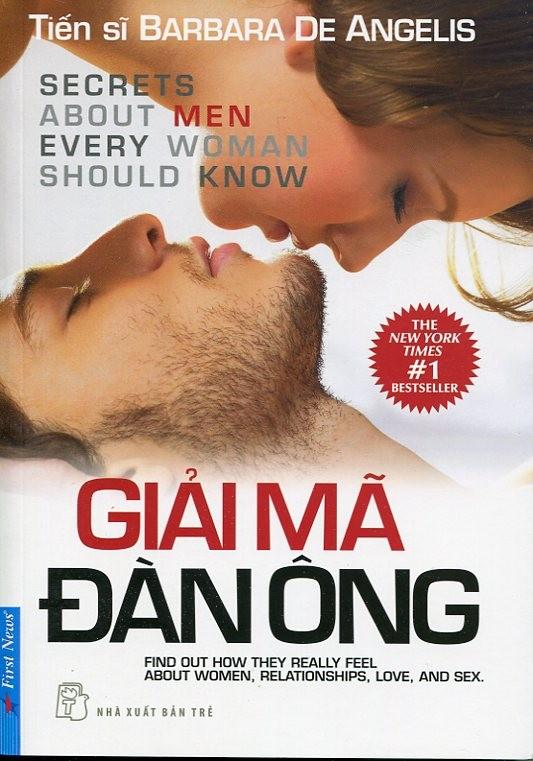 Tiến sĩ BARBARA DE ANGELIS
SECRETS
ABOUT MEN
EVERY WOMAN
SHOULD KNOW
THE
NEW YORK
TIMES
#1
BESTSELLER
GIẢI MÃ
ĐÀN ÔNG
FIND OUT HOW THEY REALLY FEEL
ABOUT WOMEN, RELATIONSHIPS, LOVE, AND SEX.
First News®
NHÀ XUẤT BẢN TRẺ